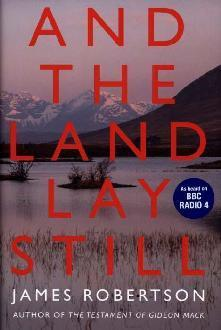 AND
THE
LAND
LAY
STILL
As heard on
BBC
RADIO 4
JAMES ROBERTSON
AUTHOR OF THE TESTAMENT OF GIDEON MACK